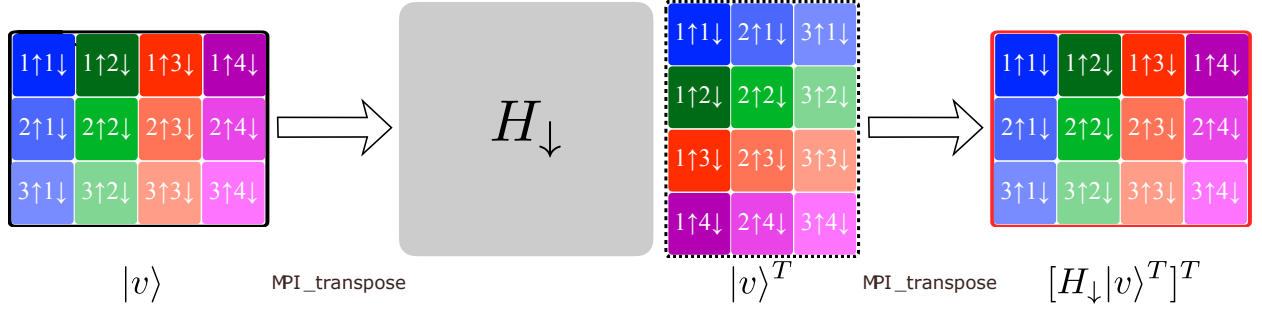 1↑1↓ 1↑2↓ 1↑3↓ 1↑4↓
2↑1↓ 2↑2↓ 2↑3↓ 2↑4↓
3↑1↓ 3↑2↓ 3↑3↓ 3↑4↓
|v⟩
MPI_transpose
H↓
1↑1↓ 2↑1↓ 3↑1↓
1↑2↓ 2↑2↓ 3↑2↓
1↑3↓ 2↑3↓ 3↑3↓
1↑4↓ 2↑4↓ 3↑4↓
|v⟩ᵀ
MPI_transpose
1↑1↓ 1↑2↓ 1↑3↓ 1↑4↓
2↑1↓ 2↑2↓ 2↑3↓ 2↑4↓
3↑1↓ 3↑2↓ 3↑3↓ 3↑4↓
[H↓|v⟩ᵀ]ᵀ